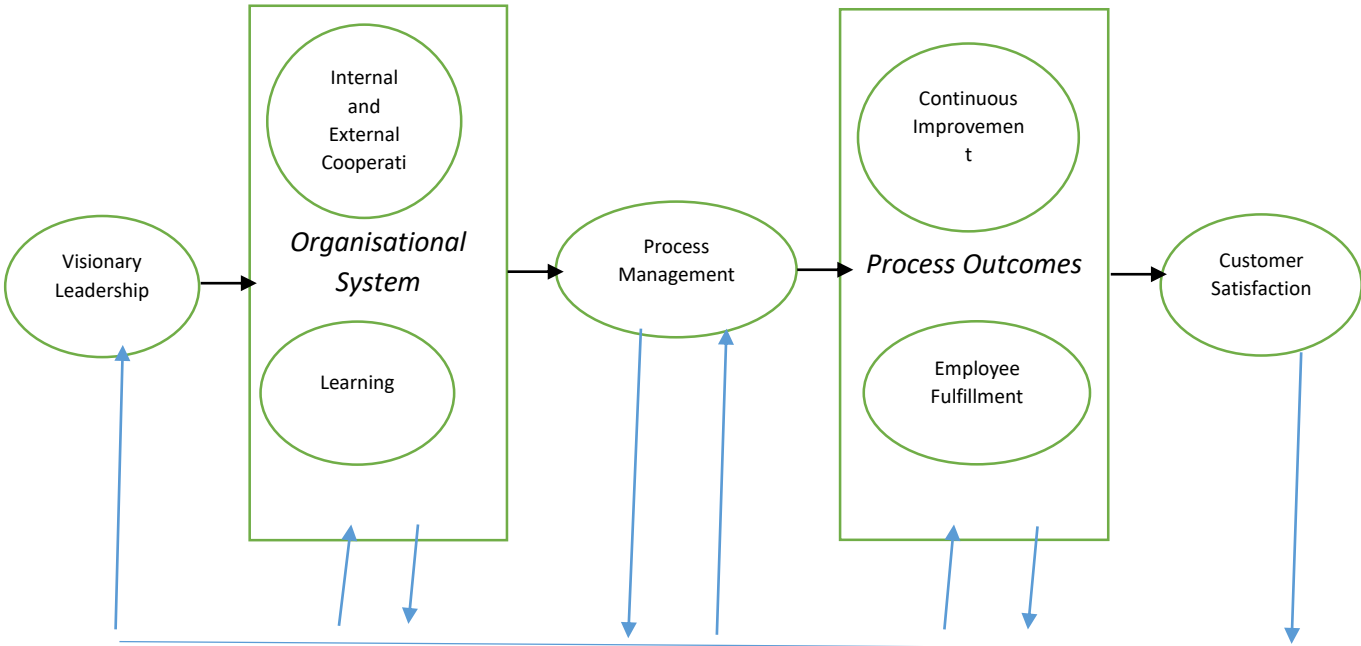 Visionary
Leadership
Internal
and
External
Cooperati
Organisational
System
Learning
Process
Management
Continuous
Improvemen
t
Process Outcomes
Employee
Fulfillment
Customer
Satisfaction